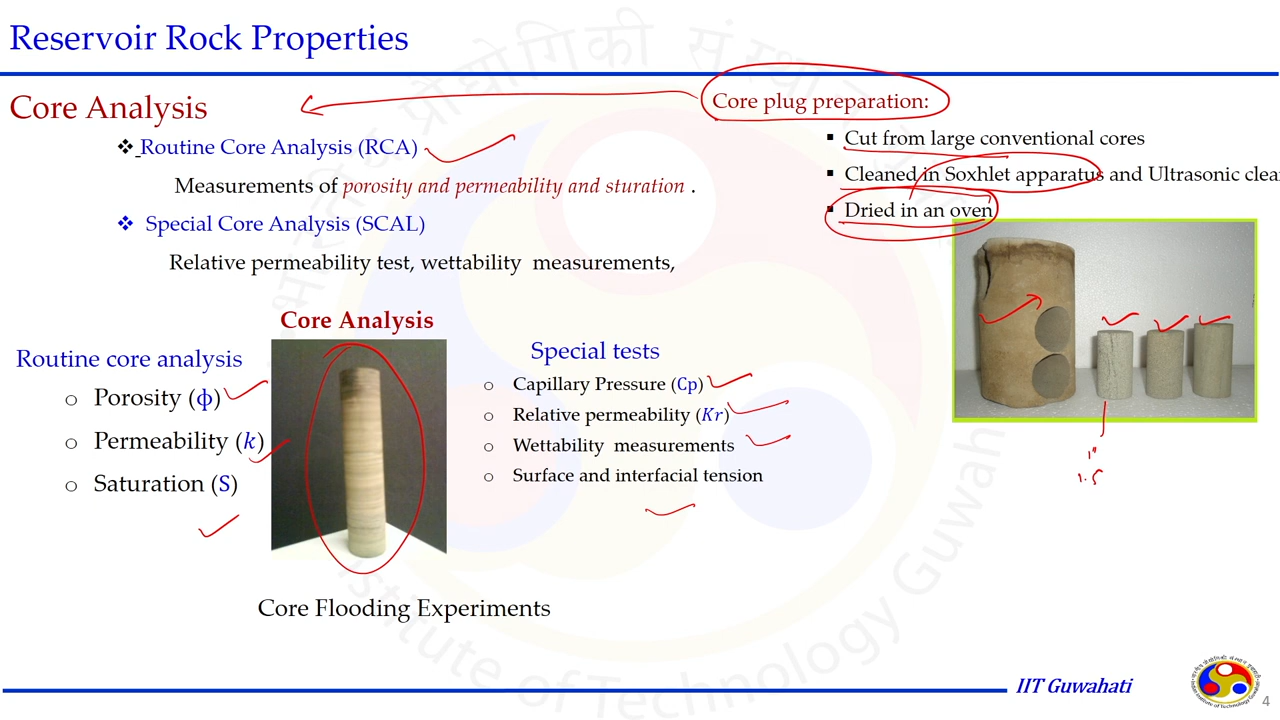 Reservoir Rock Properties
Core Analysis
❖ Routine Core Analysis (RCA)
Measurements of porosity and permeability and sturation .
❖ Special Core Analysis (SCAL)
Relative permeability test, wettability measurements,
Core plug preparation:
▪ Cut from large conventional cores
▪ Cleaned in Soxhlet apparatus and Ultrasonic
▪ Dried in an oven
Core Analysis
Routine core analysis
o Porosity (ϕ)
o Permeability (k)
o Saturation (S)
Special tests
o Capillary Pressure (Cp)
o Relative permeability (Kr)
o Wettability measurements
o Surface and interfacial tension
1"
1.5
Core Flooding Experiments
IIT Guwahati
4